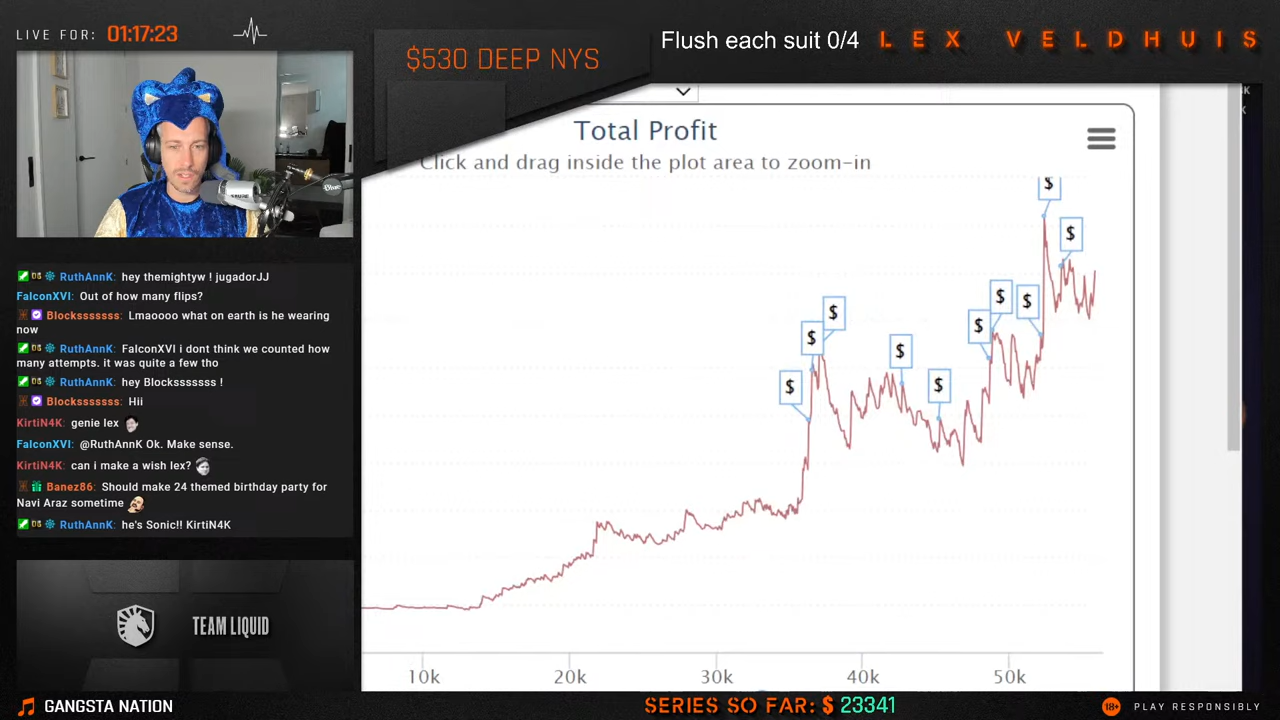 LIVE FOR: 01:17:23
$530 DEEP NYS
Flush each suit 0/4
LEX VELDHUIS
Total Profit
Click and drag inside the plot area to zoom-in
$
$
$
$
$
$
$
$
$
$
$
10k
20k
30k
40k
50k
RuthAnnK: hey themightyw ! jugadorJJ
FalconXVI: Out of how many flips?
Blockssssss: Lmaoooo what on earth is he wearing
now
RuthAnnK: FalconXVI i dont think we counted how
many attempts. it was quite a few tho
RuthAnnK: hey Blockssssss !
Blockssssss: Hii
KirtiN4K: genie lex
FalconXVI: @RuthAnnK Ok. Make sense.
KirtiN4K: can i make a wish lex?
Banez86: Should make 24 themed birthday party for
Navi Araz sometime
RuthAnnK: he's Sonic!! KirtiN4K
TEAM LIQUID
GANGSTA NATION
SERIES SO FAR: $ 23341
18+ PLAY RESPONSIBLY